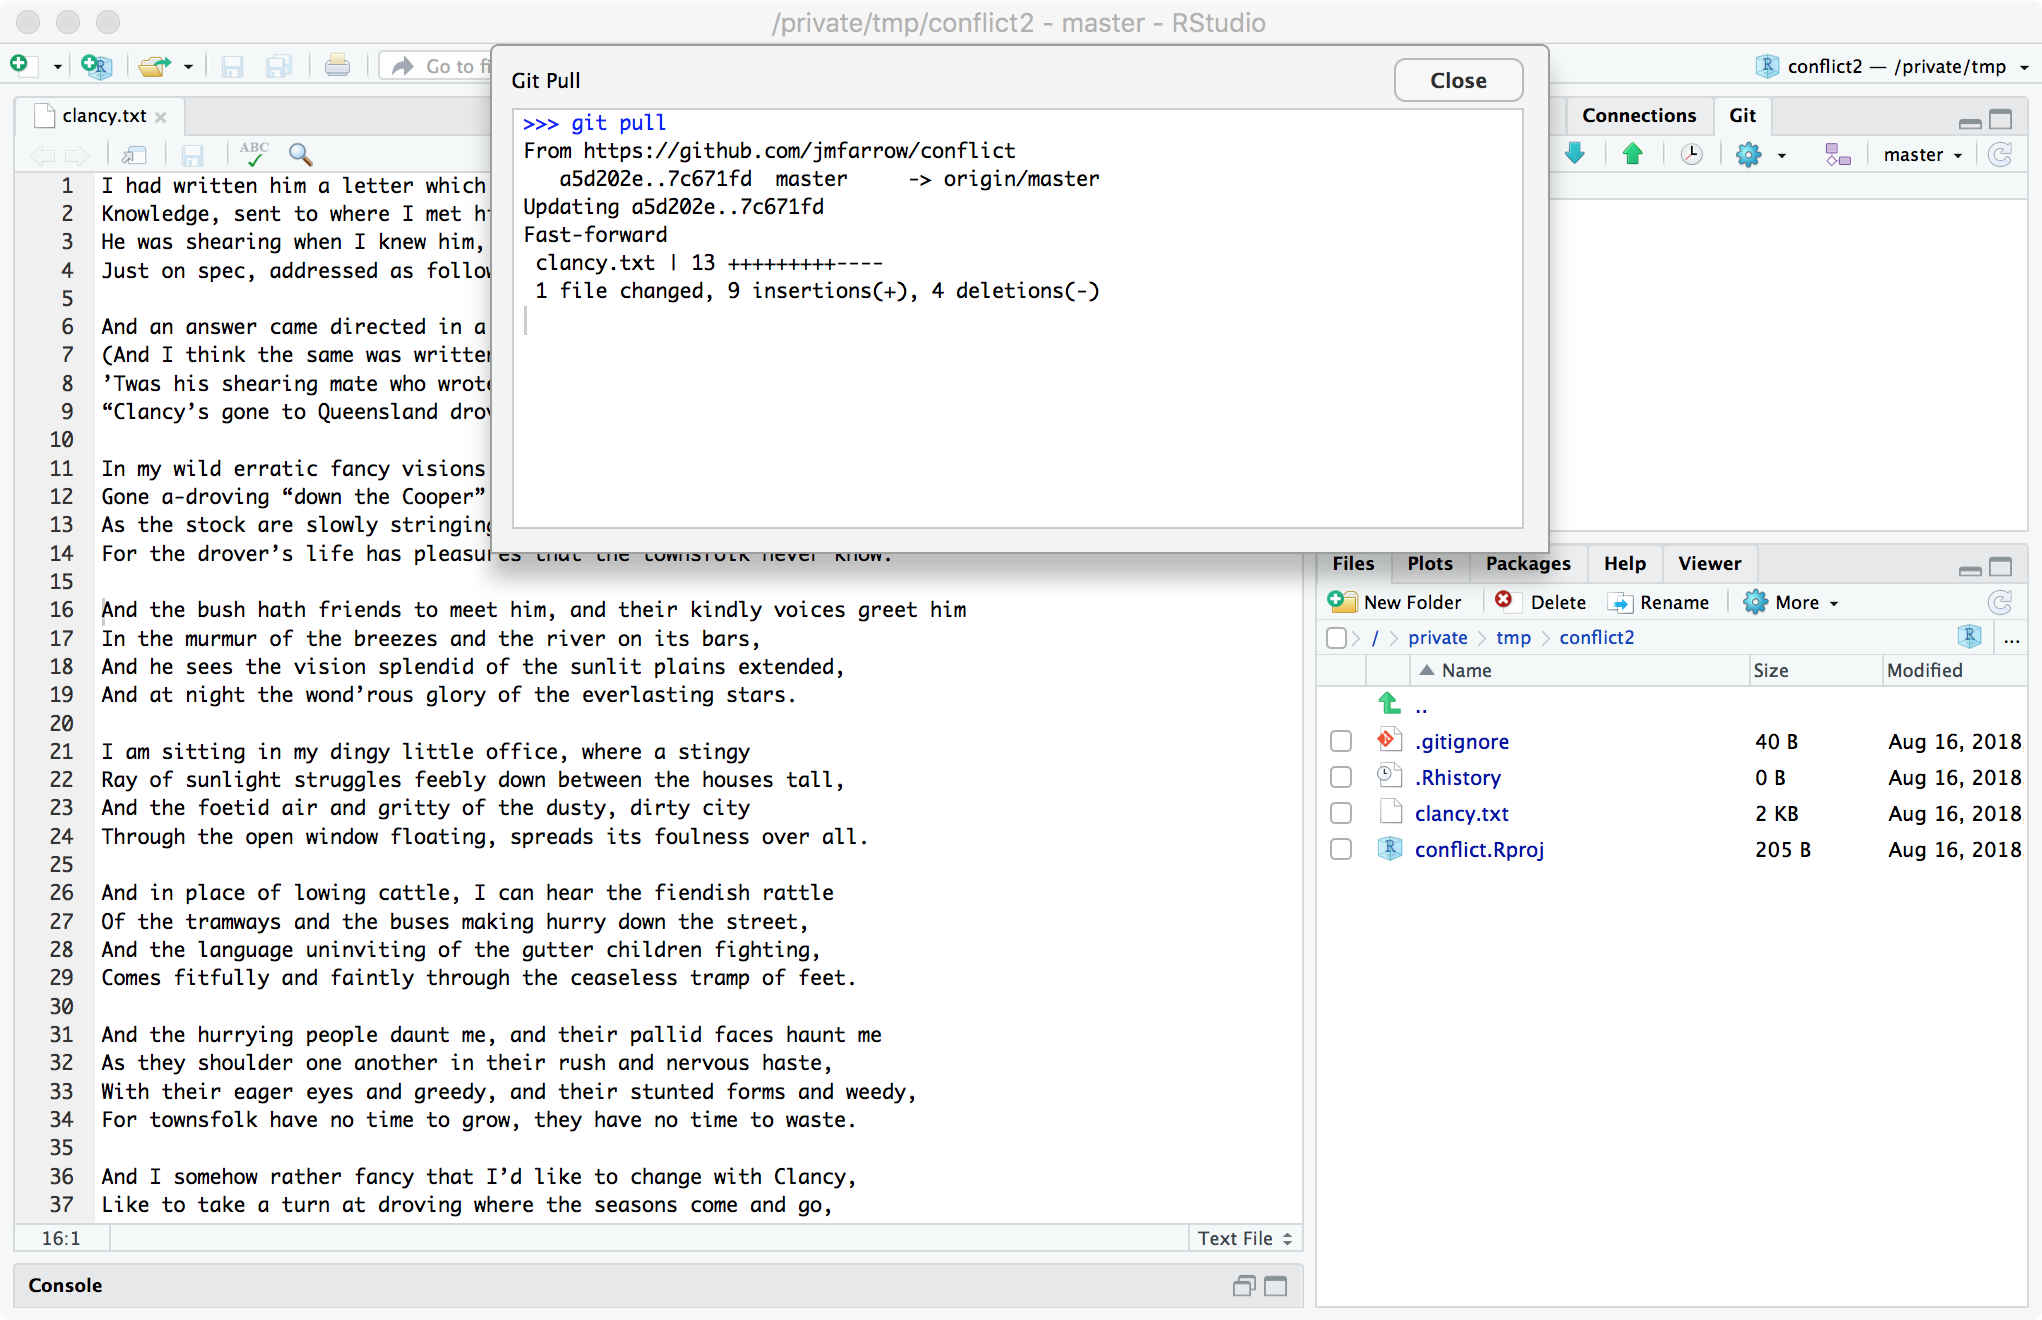 /private/tmp/conflict2 - master - RStudio
Go to fi
conflict2 — /private/tmp
Git Pull
Close
>>> git pull
From https://github.com/jmfarrow/conflict
a5d202e..7c671fd  master     -> origin/master
Updating a5d202e..7c671fd
Fast-forward
clancy.txt | 13 +++++++++----
1 file changed, 9 insertions(+), 4 deletions(-)
clancy.txt
ABC
1 I had written him a letter which
2 Knowledge, sent to where I met hi
3 He was shearing when I knew him,
4 Just on spec, addressed as follow
5
6 And an answer came directed in a
7 (And I think the same was written
8 ’Twas his shearing mate who wrote
9 “Clancy’s gone to Queensland drov
10
11 In my wild erratic fancy visions
12 Gone a-droving “down the Cooper”
13 As the stock are slowly stringing
14 For the drover’s life has pleasures that the townsfolk never know.
15
16 And the bush hath friends to meet him, and their kindly voices greet him
17 In the murmur of the breezes and the river on its bars,
18 And he sees the vision splendid of the sunlit plains extended,
19 And at night the wond’rous glory of the everlasting stars.
20
21 I am sitting in my dingy little office, where a stingy
22 Ray of sunlight struggles feebly down between the houses tall,
23 And the foetid air and gritty of the dusty, dirty city
24 Through the open window floating, spreads its foulness over all.
25
26 And in place of lowing cattle, I can hear the fiendish rattle
27 Of the tramways and the buses making hurry down the street,
28 And the language uninviting of the gutter children fighting,
29 Comes fitfully and faintly through the ceaseless tramp of feet.
30
31 And the hurrying people daunt me, and their pallid faces haunt me
32 As they shoulder one another in their rush and nervous haste,
33 With their eager eyes and greedy, and their stunted forms and weedy,
34 For townsfolk have no time to grow, they have no time to waste.
35
36 And I somehow rather fancy that I’d like to change with Clancy,
37 Like to take a turn at droving where the seasons come and go,
16:1
Text File
Console
Connections
Git
master
Files
Plots
Packages
Help
Viewer
New Folder
Delete
Rename
More
/ private tmp conflict2
...
Name Size Modified
..
.gitignore 40 B Aug 16, 2018
.Rhistory 0 B Aug 16, 2018
clancy.txt 2 KB Aug 16, 2018
conflict.Rproj 205 B Aug 16, 2018